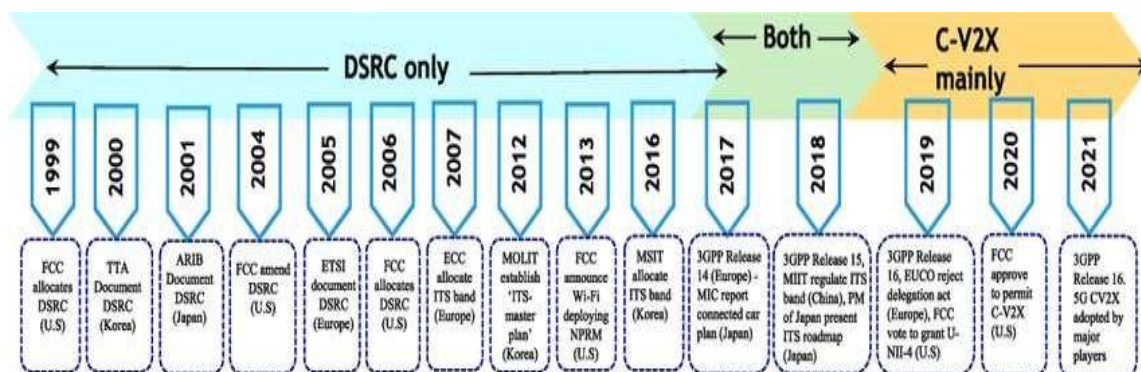 DSRC only
Both
C-V2X
mainly
1999
2000
2001
2004
2005
2006
2007
2012
2013
2016
2017
2018
2019
2020
2021
FCC
allocates
DSRC
(U.S)
TTA
Document
DSRC
(Korea)
ARIB
Document
DSRC
(Japan)
FCC amend
DSRC
(U.S)
ETSI
document
DSRC
(Europe)
FCC
allocates
DSRC
(U.S)
ECC
allocate
ITS band
(Europe)
MOLIT
establish
'ITS-
master
plan'
(Korea)
FCC
announce
Wi-Fi
deploying
NPRM
(U.S)
MSIT
allocate
ITS band
(Korea)
3GPP Release
14 (Europe) -
MIC report
connected car
plan (Japan)
3GPP Release 15,
MIIT regulate ITS
band (China), PM
of Japan present
ITS roadmap
(Japan)
3GPP Release
16, EUCO reject
delegation act
(Europe), FCC
vote to grant U-
NII-4 (U.S)
FCC
approve
to permit
C-V2X
(U.S)
3GPP
Release 16.
5G CV2X
adopted by
major
players